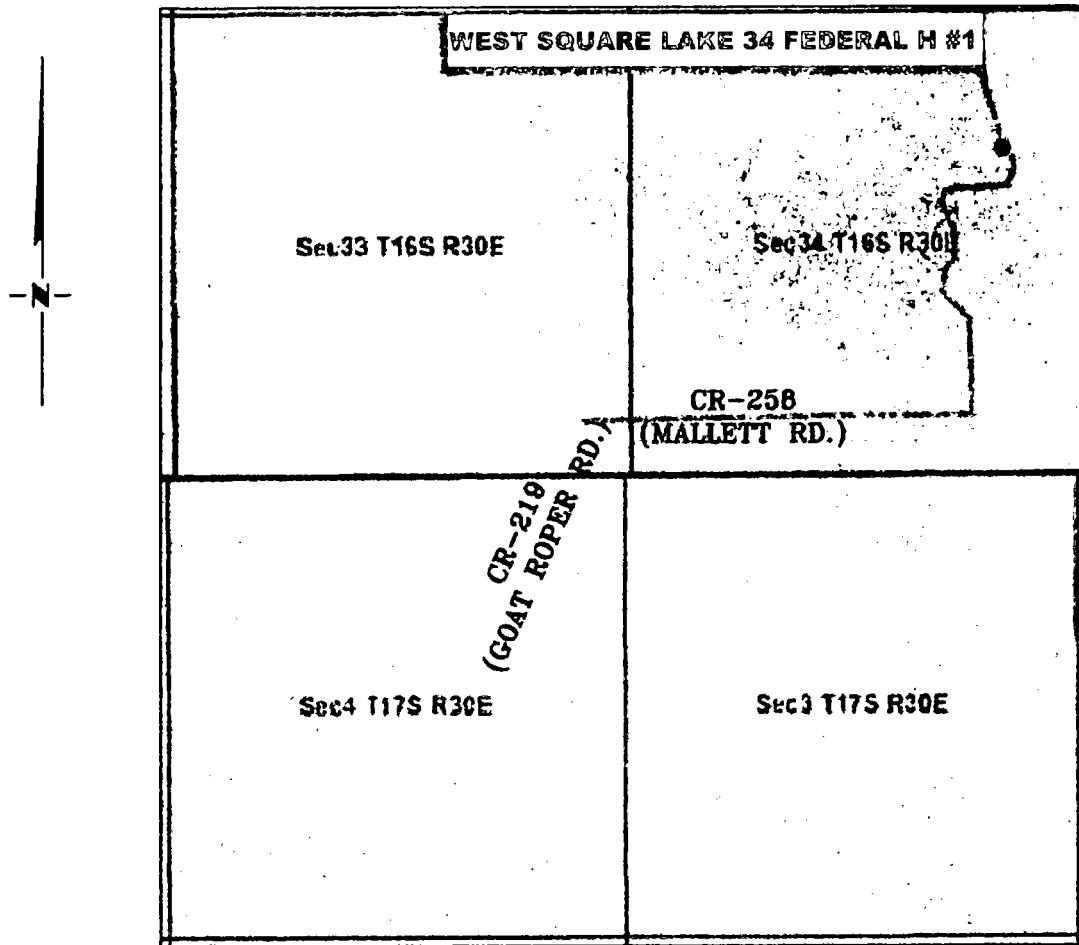 WEST SQUARE LAKE 34 FEDERAL H #1
Sec33 T16S R30E
Sec34 T16S R30E
-N-
CR-258
(MALLETT RD.)
CR-219
(GOAT ROPER RD.)
Sec4 T17S R30E
Sec3 T17S R30E